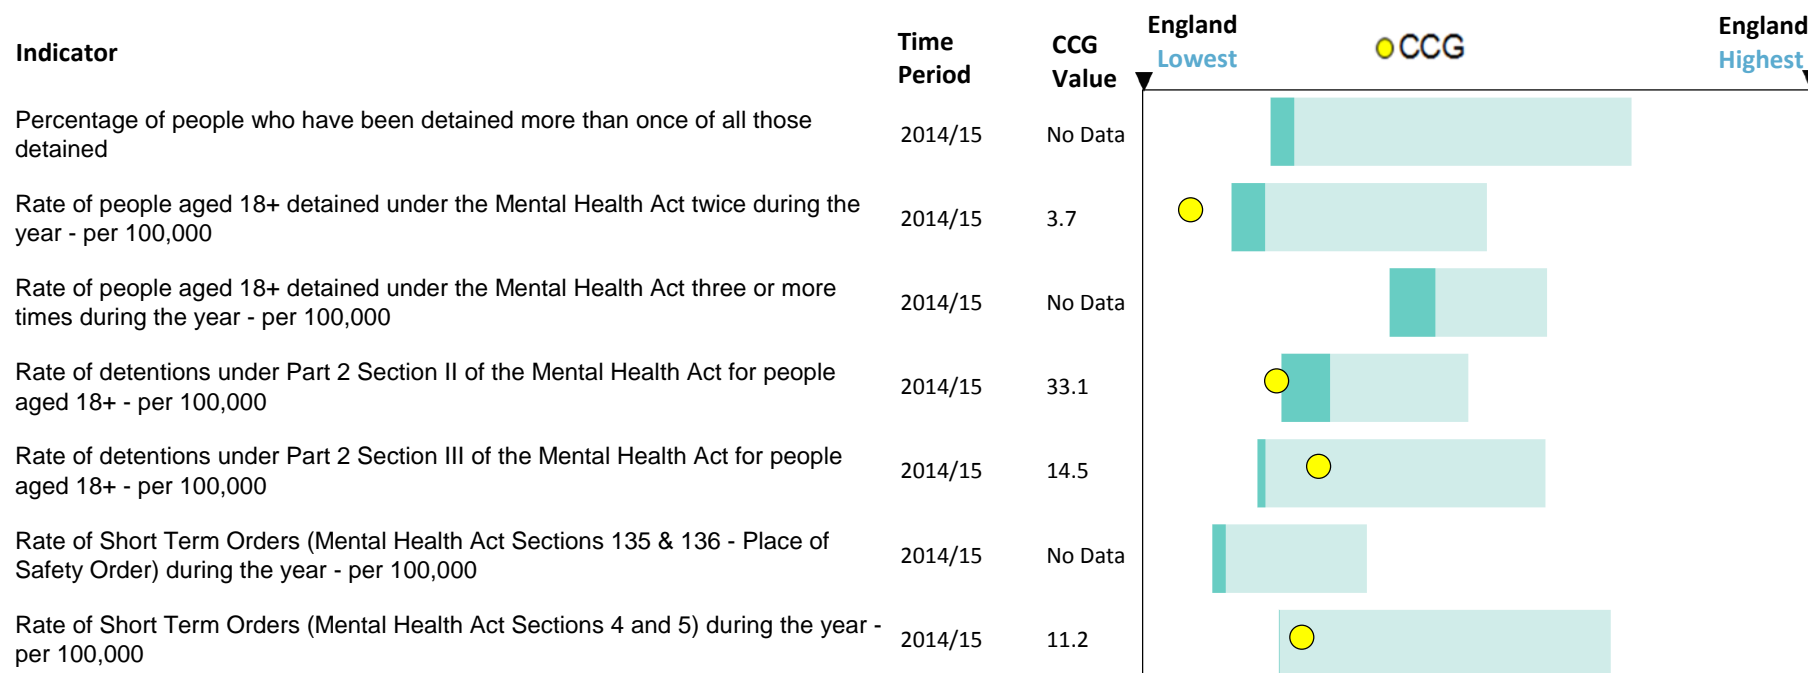 Indicator
Time Period
CCG Value
England Lowest
CCG
England Highest
Percentage of people who have been detained more than once of all those
detained
2014/15
No Data
Rate of people aged 18+ detained under the Mental Health Act twice during the
year - per 100,000
2014/15
3.7
Rate of people aged 18+ detained under the Mental Health Act three or more
times during the year - per 100,000
2014/15
No Data
Rate of detentions under Part 2 Section II of the Mental Health Act for people
aged 18+ - per 100,000
2014/15
33.1
Rate of detentions under Part 2 Section III of the Mental Health Act for people
aged 18+ - per 100,000
2014/15
14.5
Rate of Short Term Orders (Mental Health Act Sections 135 & 136 - Place of
Safety Order) during the year - per 100,000
2014/15
No Data
Rate of Short Term Orders (Mental Health Act Sections 4 and 5) during the year -
per 100,000
2014/15
11.2